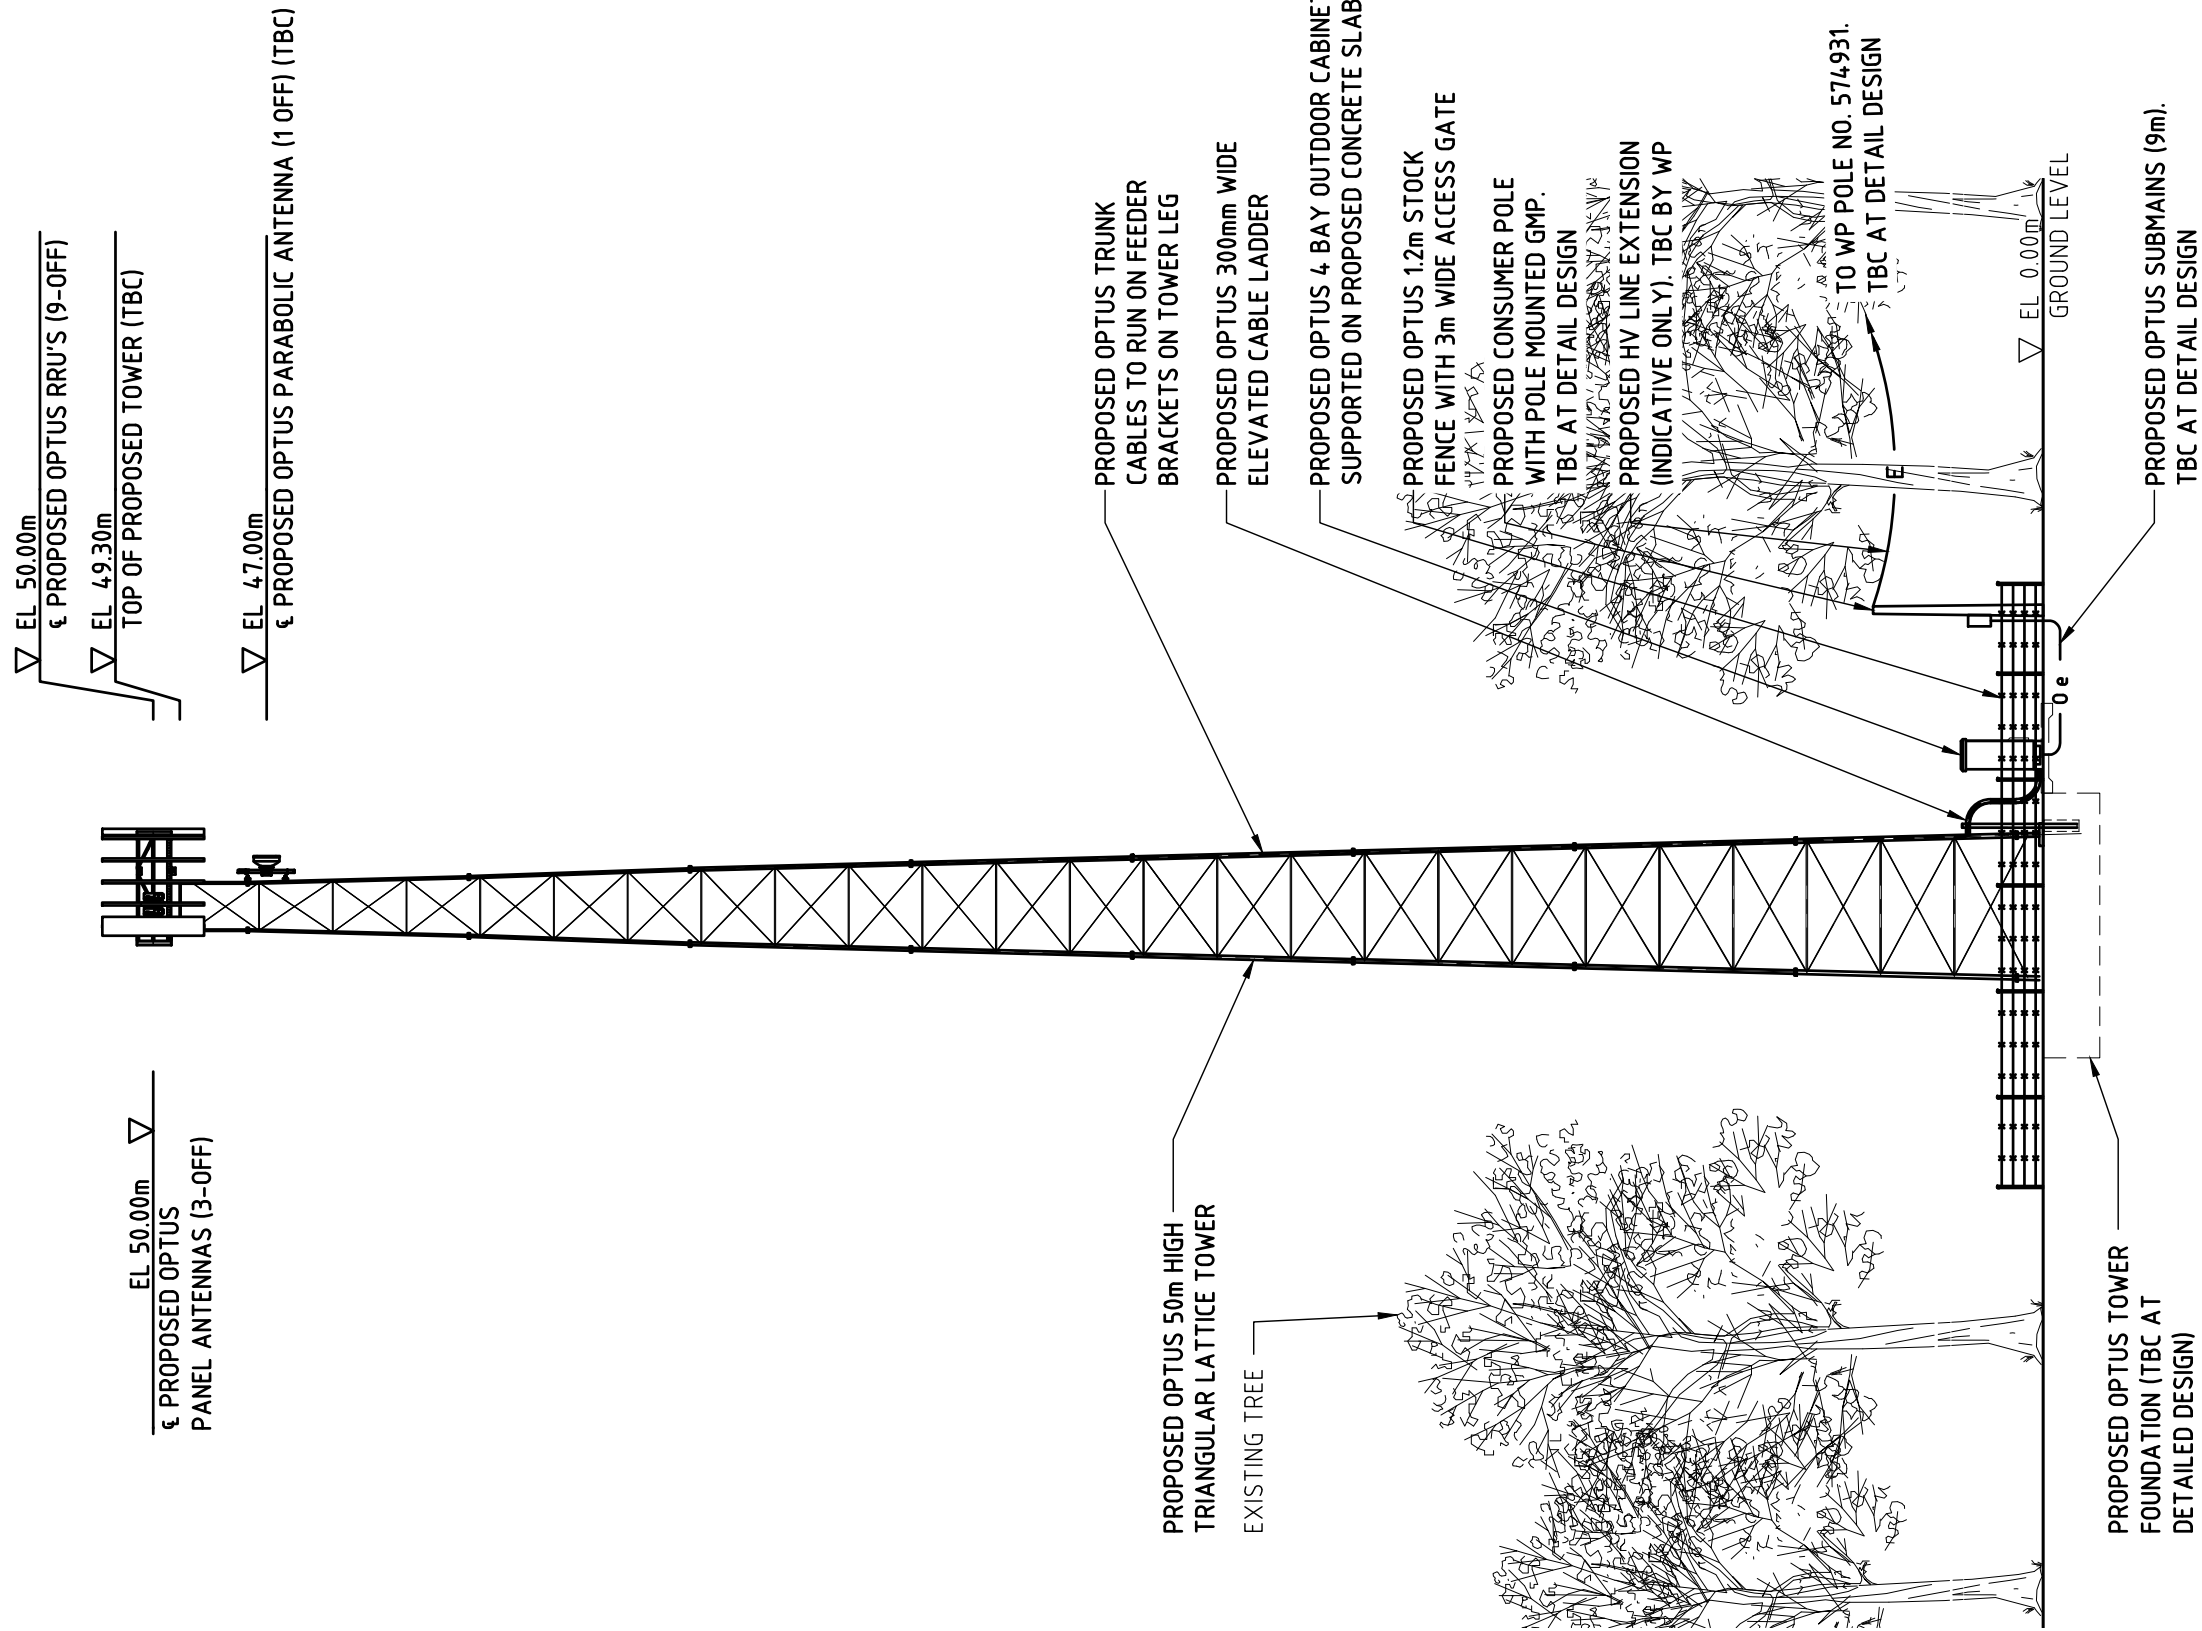 EL 50.00m
℄ PROPOSED OPTUS RRU'S (9-OFF)
EL 49.30m
TOP OF PROPOSED TOWER (TBC)
EL 47.00m
℄ PROPOSED OPTUS PARABOLIC ANTENNA (1 OFF) (TBC)
EL 50.00m
℄ PROPOSED OPTUS
PANEL ANTENNAS (3-OFF)
PROPOSED OPTUS TRUNK
CABLES TO RUN ON FEEDER
BRACKETS ON TOWER LEG
PROPOSED OPTUS 300mm WIDE
ELEVATED CABLE LADDER
PROPOSED OPTUS 4 BAY OUTDOOR CABINET
SUPPORTED ON PROPOSED CONCRETE SLAB
PROPOSED OPTUS 1.2m STOCK
FENCE WITH 3m WIDE ACCESS GATE
PROPOSED CONSUMER POLE
WITH POLE MOUNTED GMP.
TBC AT DETAIL DESIGN
PROPOSED HV LINE EXTENSION
(INDICATIVE ONLY). TBC BY WP
TO WP POLE NO. 574931.
TBC AT DETAIL DESIGN
E
EL 0.00m
GROUND LEVEL
O e
PROPOSED OPTUS SUBMAINS (9m).
TBC AT DETAIL DESIGN
PROPOSED OPTUS 50m HIGH
TRIANGULAR LATTICE TOWER
EXISTING TREE
PROPOSED OPTUS TOWER
FOUNDATION (TBC AT
DETAILED DESIGN)